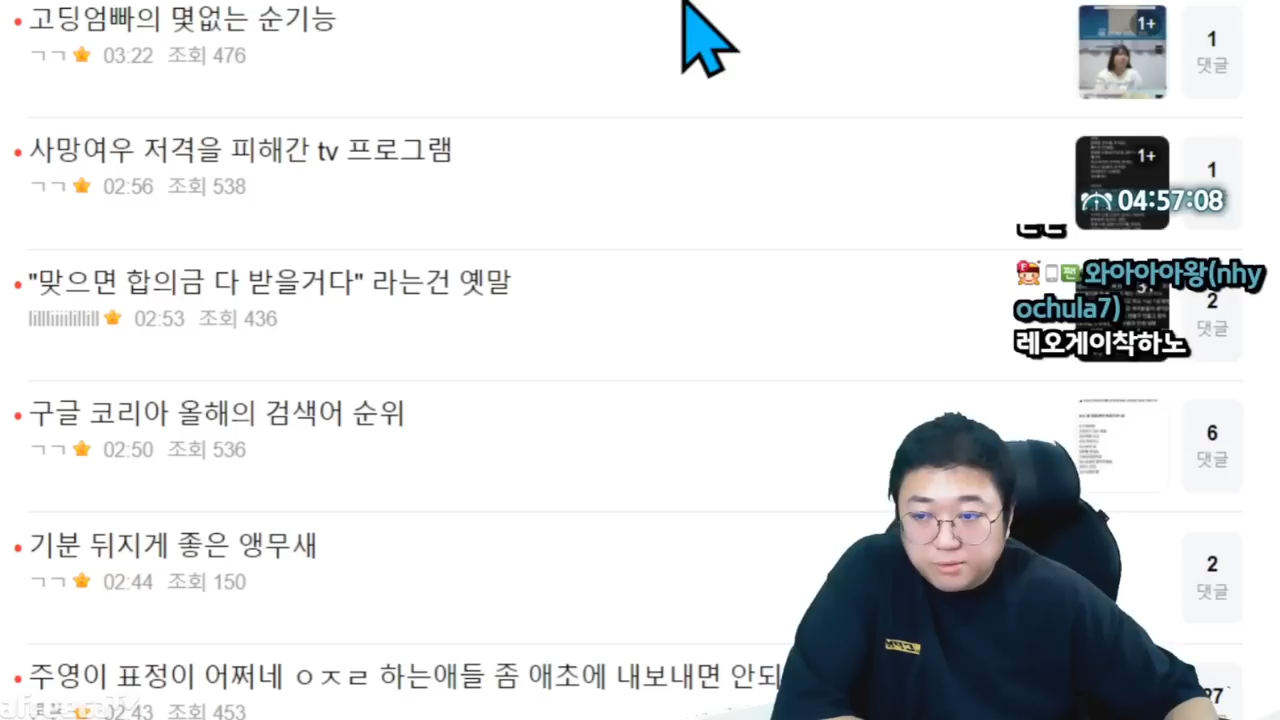 고딩엄빠의 몇없는 순기능
ㄱㄱ 03:22 조회 476
1+
1
댓글
사망여우 저격을 피해간 tv 프로그램
ㄱㄱ 02:56 조회 538
1+
1
04:57:08
"맞으면 합의금 다 받을거다" 라는건 옛말
lillliiiilillill 02:53 조회 436
2
댓글
팬 와아아아왕(nhy
ochula7)
레오게이착하노
구글 코리아 올해의 검색어 순위
ㄱㄱ 02:50 조회 536
6
댓글
기분 뒤지게 좋은 앵무새
ㄱㄱ 02:44 조회 150
2
댓글
주영이 표정이 어쩌네 ㅇㅈㄹ 하는애들 좀 애초에 내보내면 안되
02:43 조회 453
afreecaTV